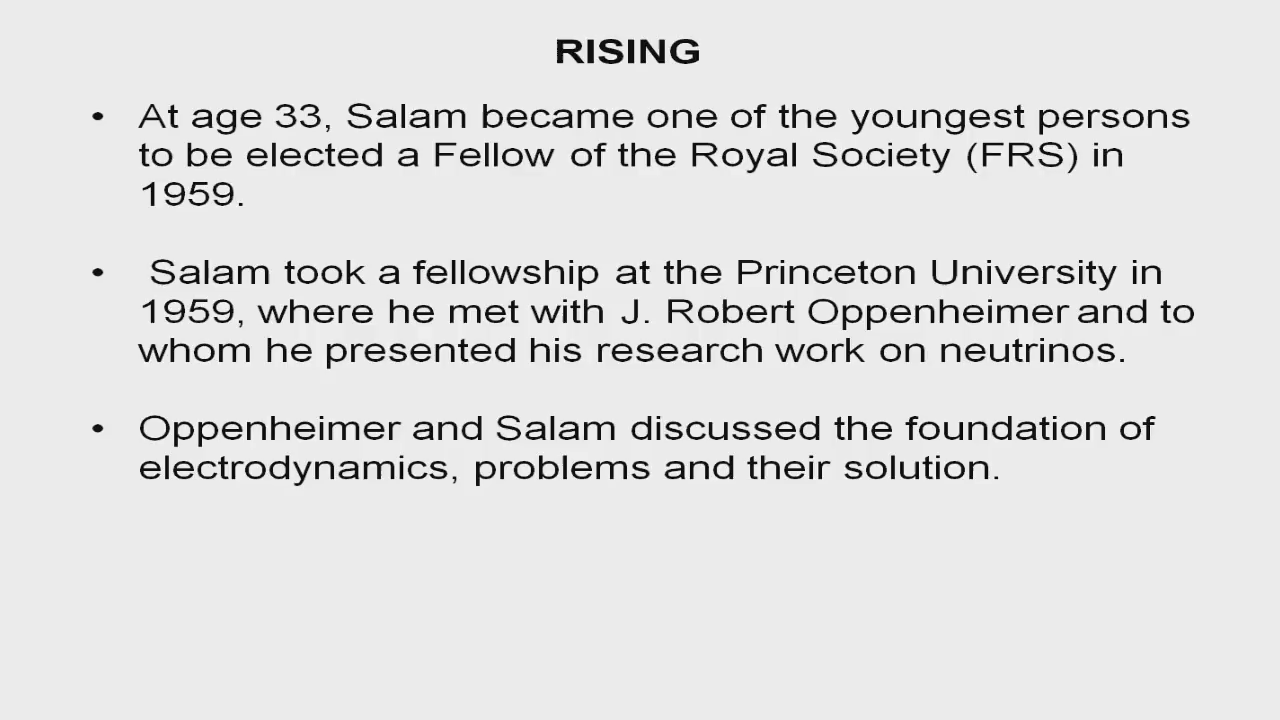 RISING
• At age 33, Salam became one of the youngest persons
to be elected a Fellow of the Royal Society (FRS) in
1959.
• Salam took a fellowship at the Princeton University in
1959, where he met with J. Robert Oppenheimer and to
whom he presented his research work on neutrinos.
• Oppenheimer and Salam discussed the foundation of
electrodynamics, problems and their solution.